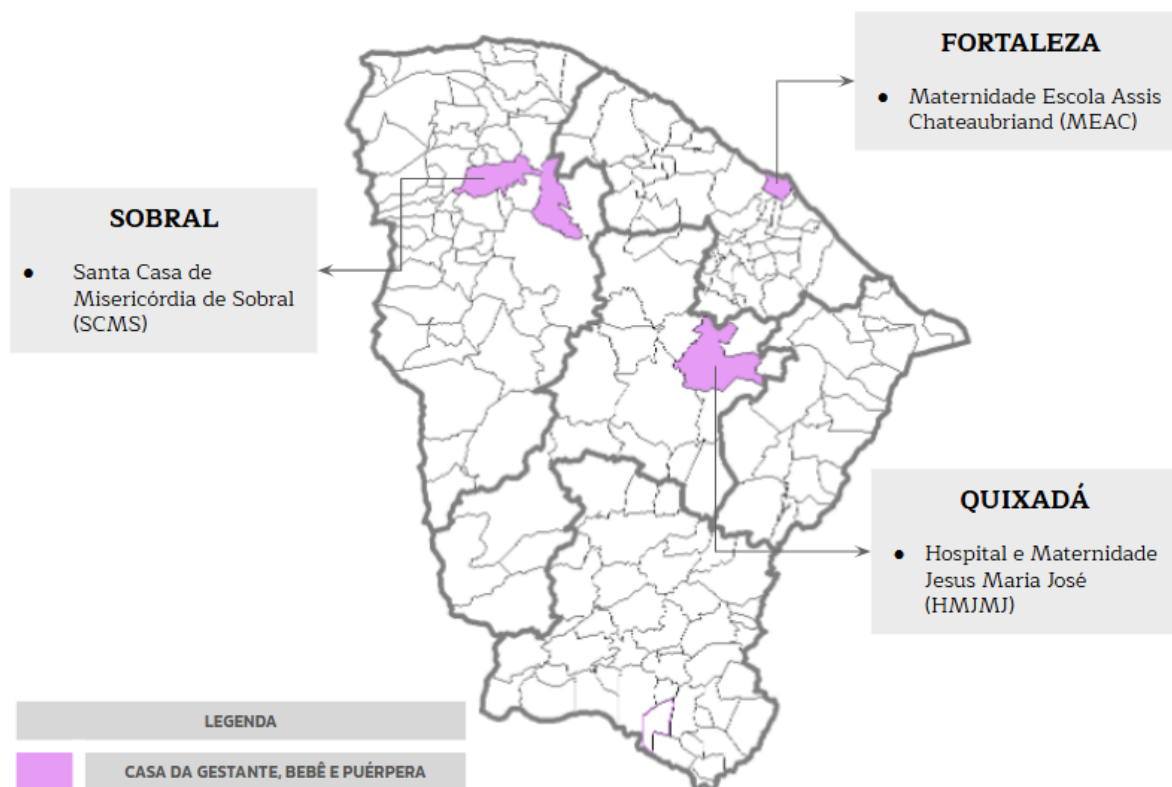 FORTALEZA
● Maternidade Escola Assis
Chateaubriand (MEAC)
SOBRAL
● Santa Casa de
Misericórdia de Sobral
(SCMS)
QUIXADÁ
● Hospital e Maternidade
Jesus Maria José
(HMJMJ)
LEGENDA
CASA DA GESTANTE, BEBÊ E PUÉRPERA